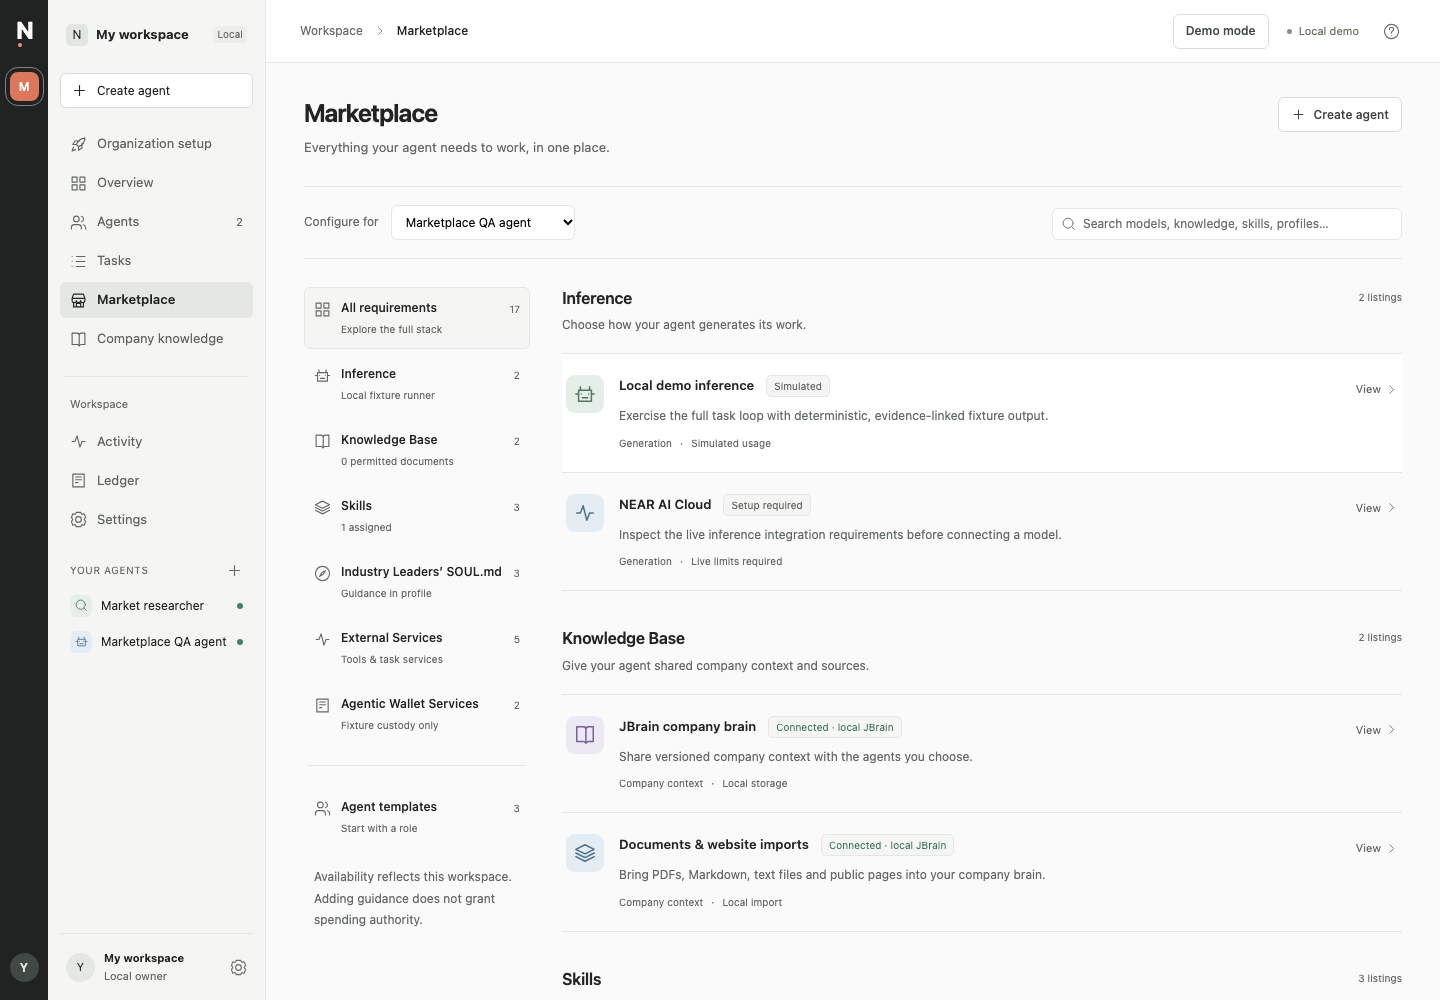 N
M
Y
N
My workspace
Local
Create agent
Organization setup
Overview
Agents
2
Tasks
Marketplace
Company knowledge
Workspace
Activity
Ledger
Settings
YOUR AGENTS
Market researcher
Marketplace QA agent
Y
My workspace
Local owner
Workspace
Marketplace
Demo mode
Local demo
Marketplace
Everything your agent needs to work, in one place.
Create agent
Configure for
Marketplace QA agent
Search models, knowledge, skills, profiles...
All requirements
17
Explore the full stack
Inference
2
Local fixture runner
Knowledge Base
2
0 permitted documents
Skills
3
1 assigned
Industry Leaders’ SOUL.md
3
Guidance in profile
External Services
5
Tools & task services
Agentic Wallet Services
2
Fixture custody only
Agent templates
3
Start with a role
Availability reflects this workspace.
Adding guidance does not grant
spending authority.
Inference
2 listings
Choose how your agent generates its work.
Local demo inference
Simulated
View
Exercise the full task loop with deterministic, evidence-linked fixture output.
Generation · Simulated usage
NEAR AI Cloud
Setup required
View
Inspect the live inference integration requirements before connecting a model.
Generation · Live limits required
Knowledge Base
2 listings
Give your agent shared company context and sources.
JBrain company brain
Connected · local JBrain
View
Share versioned company context with the agents you choose.
Company context · Local storage
Documents & website imports
Connected · local JBrain
View
Bring PDFs, Markdown, text files and public pages into your company brain.
Company context · Local import
Skills
3 listings